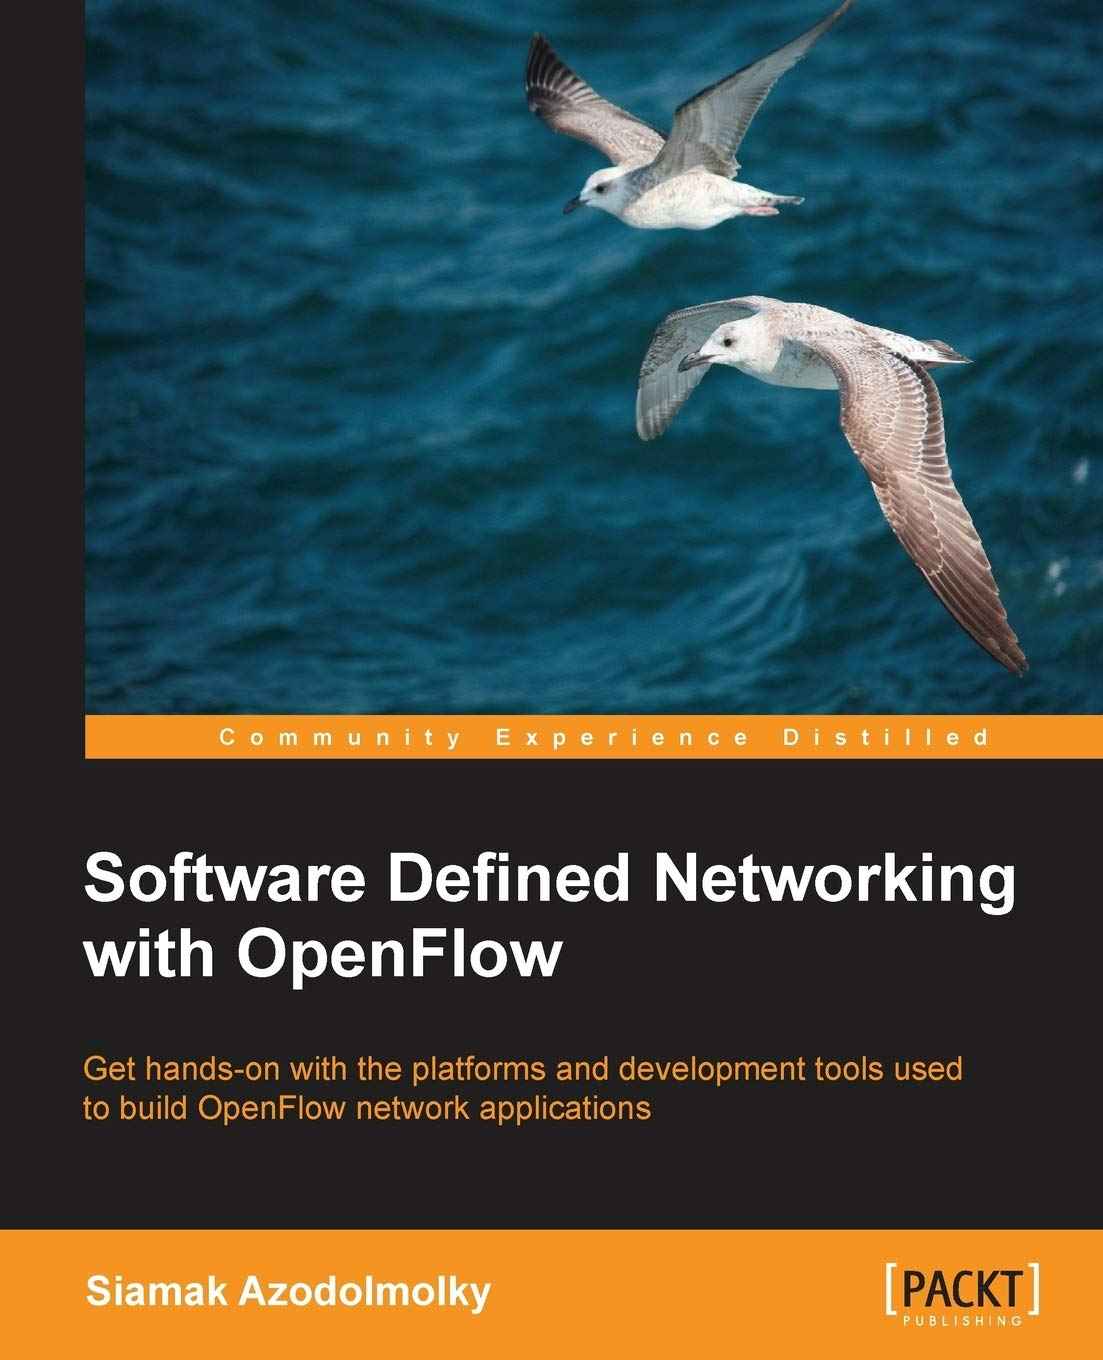 Community Experience Distilled
Software Defined Networking
with OpenFlow
Get hands-on with the platforms and development tools used
to build OpenFlow network applications
Siamak Azodolmolky
[PACKT]
PUBLISHING